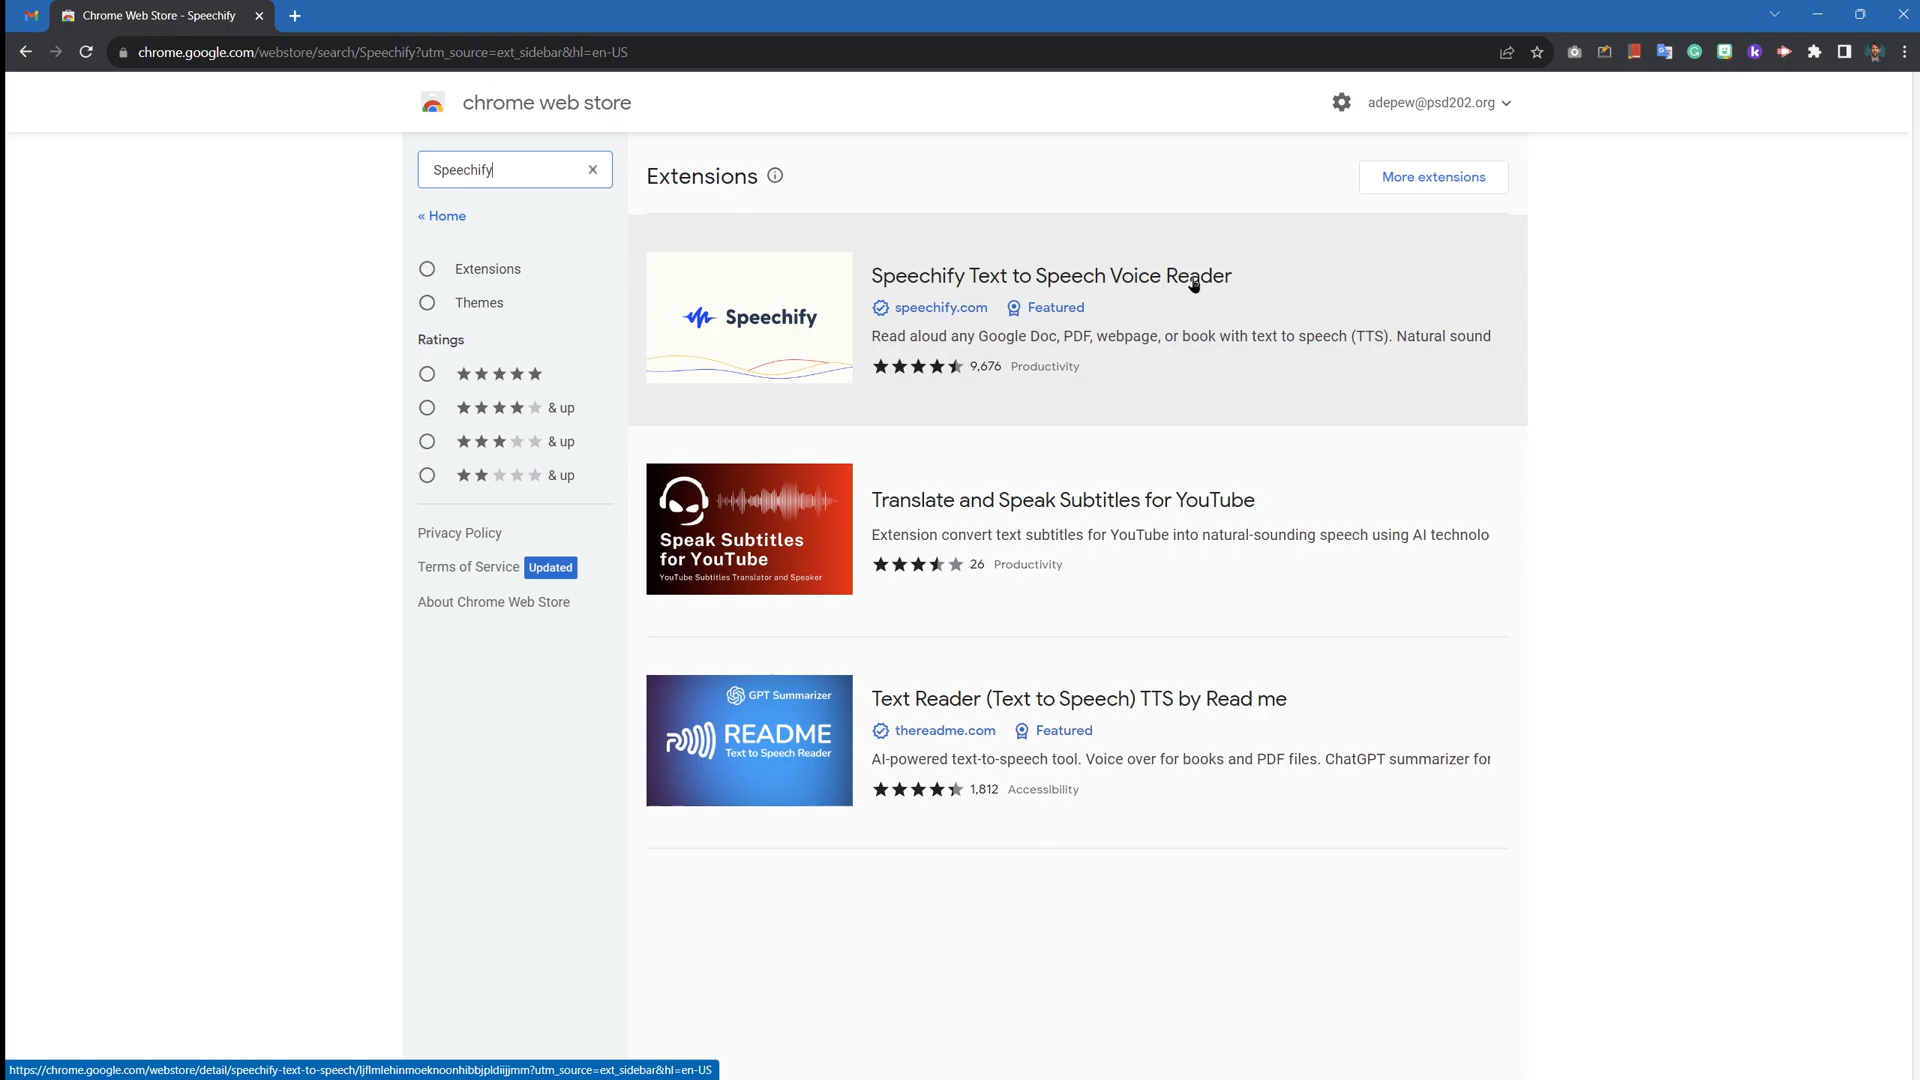 Chrome Web Store - Speechify
chrome.google.com/webstore/search/Speechify?utm_source=ext_sidebar&hl=en-US
chrome web store
adepew@psd202.org
Speechify
« Home
Extensions
Themes
Ratings
& up
& up
& up
Privacy Policy
Terms of Service Updated
About Chrome Web Store
Extensions
More extensions
Speechify
Speechify Text to Speech Voice Reader
speechify.com Featured
Read aloud any Google Doc, PDF, webpage, or book with text to speech (TTS). Natural sound
9,676 Productivity
Speak Subtitles
for YouTube
YouTube Subtitles Translator and Speaker
Translate and Speak Subtitles for YouTube
Extension convert text subtitles for YouTube into natural-sounding speech using AI technolo
26 Productivity
GPT Summarizer
README
Text to Speech Reader
Text Reader (Text to Speech) TTS by Read me
thereadme.com Featured
AI-powered text-to-speech tool. Voice over for books and PDF files. ChatGPT summarizer for
1,812 Accessibility
https://chrome.google.com/webstore/detail/speechify-text-to-speech/ljflmlehinmoeknoonhibbjpldiijjmm?utm_source=ext_sidebar&hl=en-US